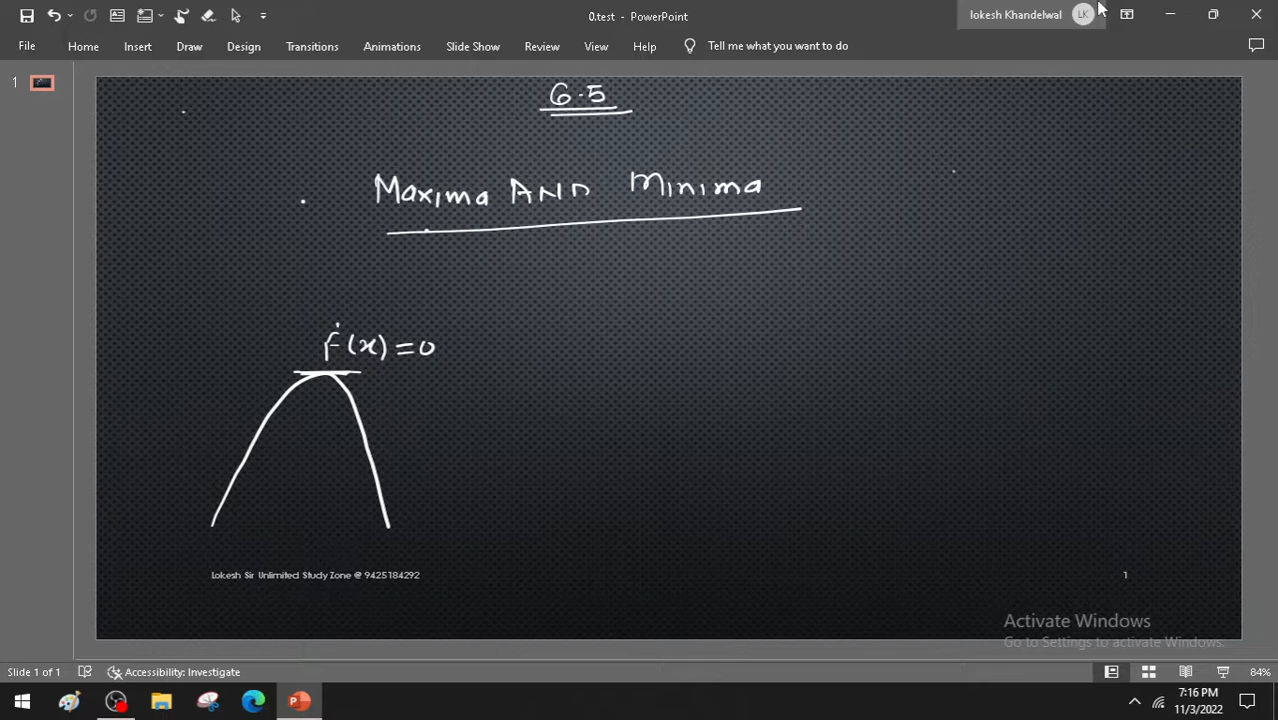 0.test - PowerPoint
lokesh Khandelwal LK
File Home Insert Draw Design Transitions Animations Slide Show Review View Help Tell me what you want to do
1
6.5
Maxima AND Minima
f'(x)=0
Lokesh Sir Unlimited Study Zone @ 9425184292
1
Activate Windows
Go to Settings to activate Windows.
Slide 1 of 1 Accessibility: Investigate 84%
7:16 PM
11/3/2022